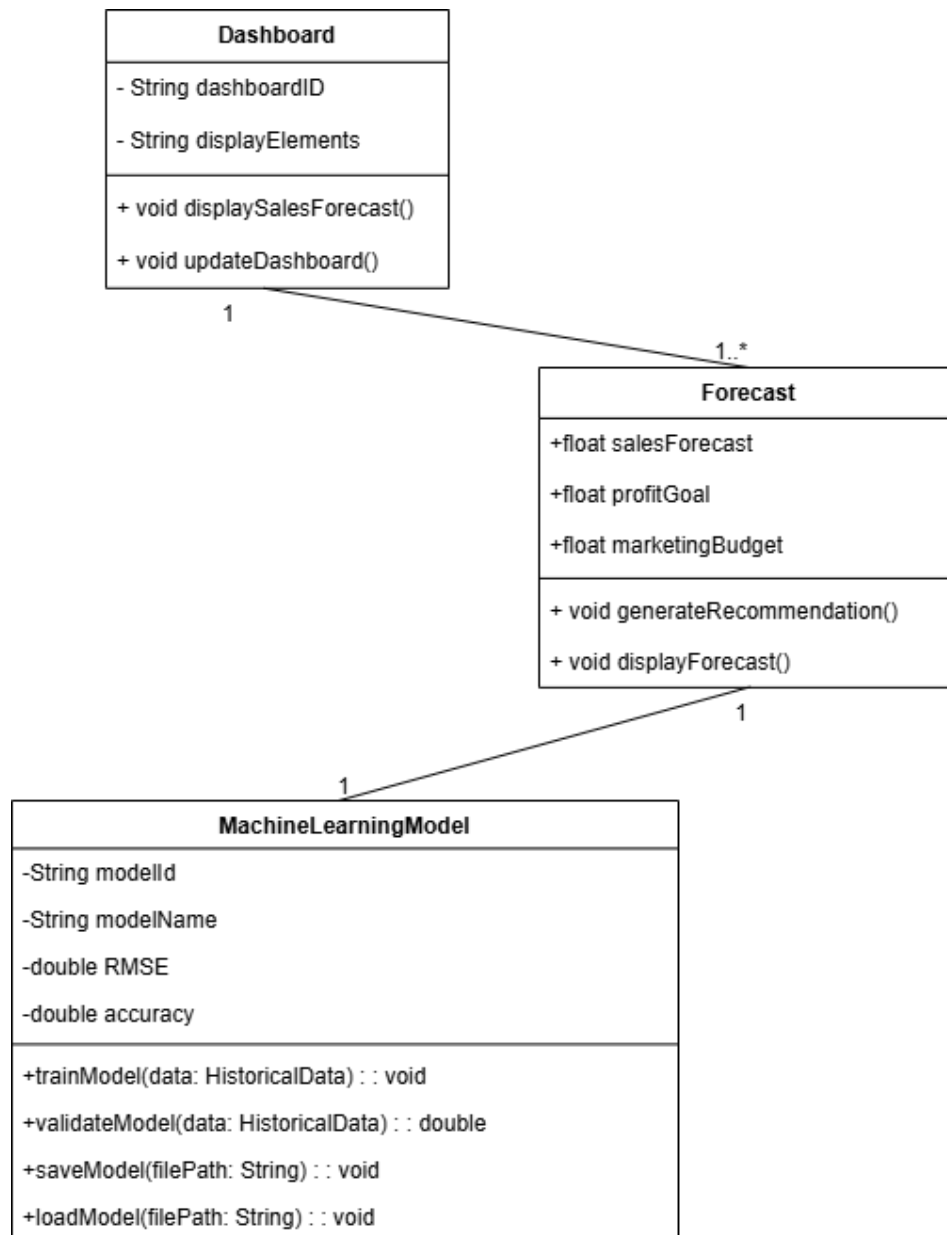 Dashboard
- String dashboardID
- String displayElements
+ void displaySalesForecast()
+ void updateDashboard()
1
1..*
Forecast
+float salesForecast
+float profitGoal
+float marketingBudget
+ void generateRecommendation()
+ void displayForecast()
1
1
MachineLearningModel
-String modelId
-String modelName
-double RMSE
-double accuracy
+trainModel(data: HistoricalData) : : void
+validateModel(data: HistoricalData) : : double
+saveModel(filePath: String) : : void
+loadModel(filePath: String) : : void